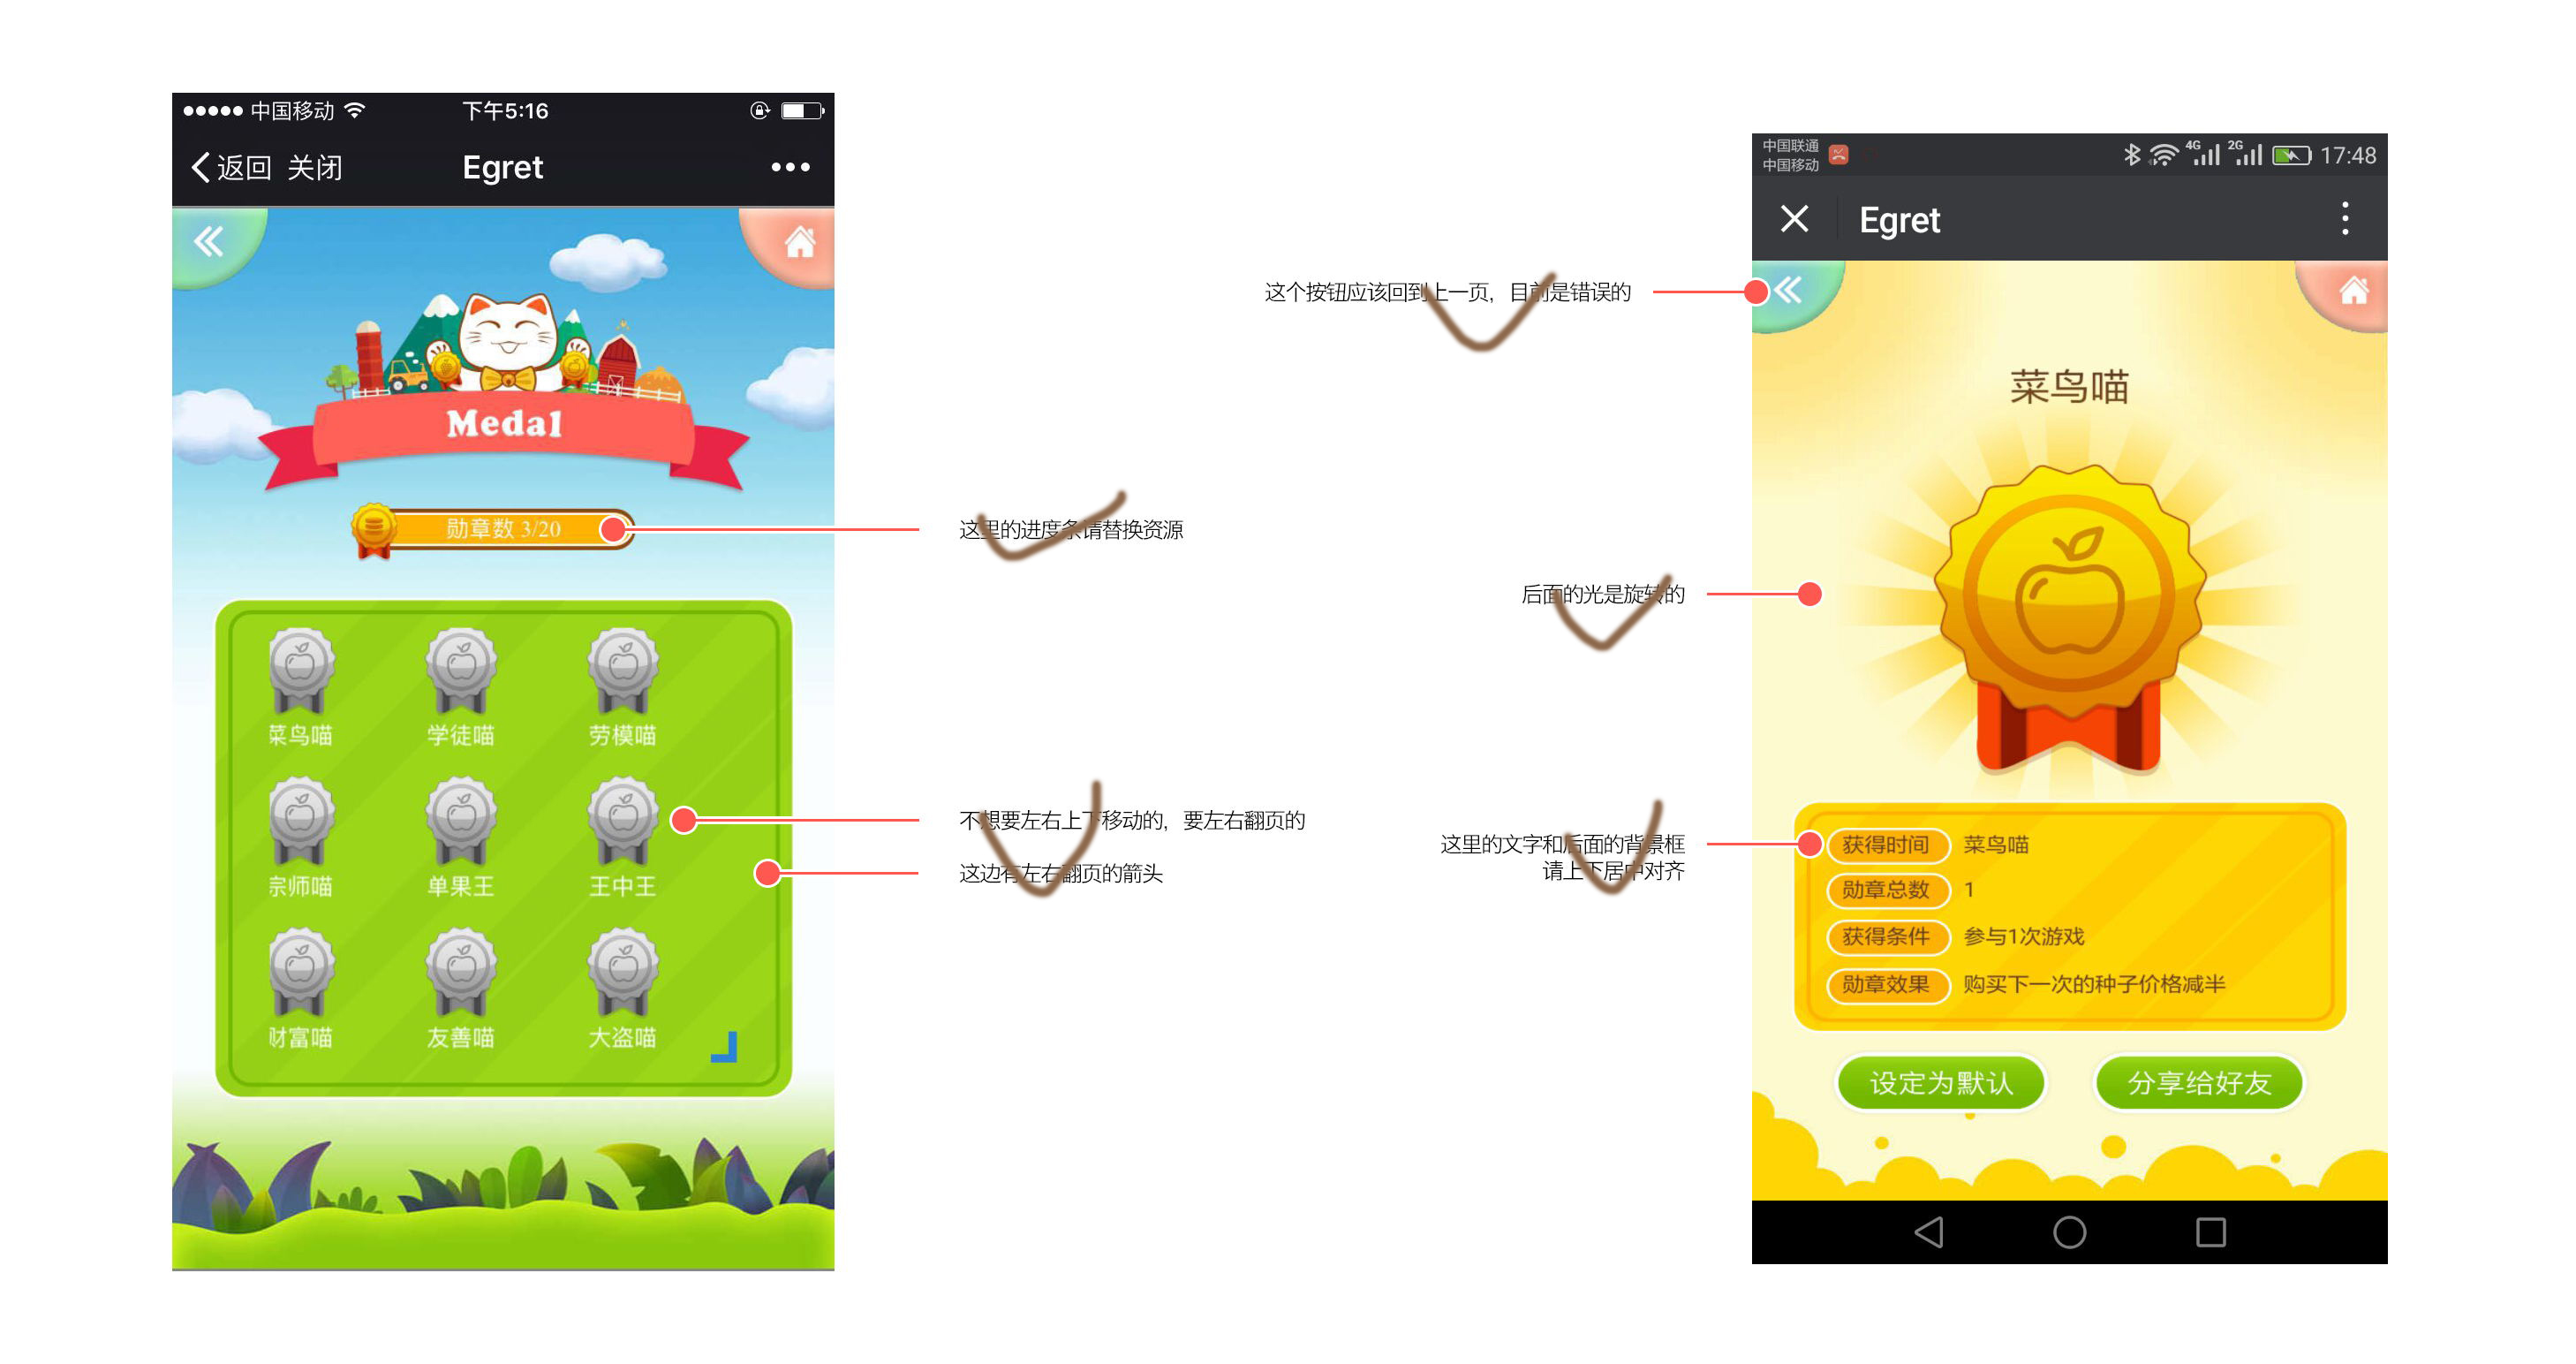 中国移动 下午5:16
返回 关闭 Egret
Medal
勋章数 3/20
菜鸟喵 学徒喵 劳模喵
宗师喵 单果王 王中王
财富喵 友善喵 大盗喵
这里的进度条请替换资源
不想要左右上下移动的，要左右翻页的
这边有左右翻页的箭头
这个按钮应该回到上一页，目前是错误的
后面的光是旋转的
这里的文字和后面的背景框
请上下居中对齐
中国联通
中国移动
4G 2G 17:48
Egret
菜鸟喵
获得时间 菜鸟喵
勋章总数 1
获得条件 参与1次游戏
勋章效果 购买下一次的种子价格减半
设定为默认 分享给好友